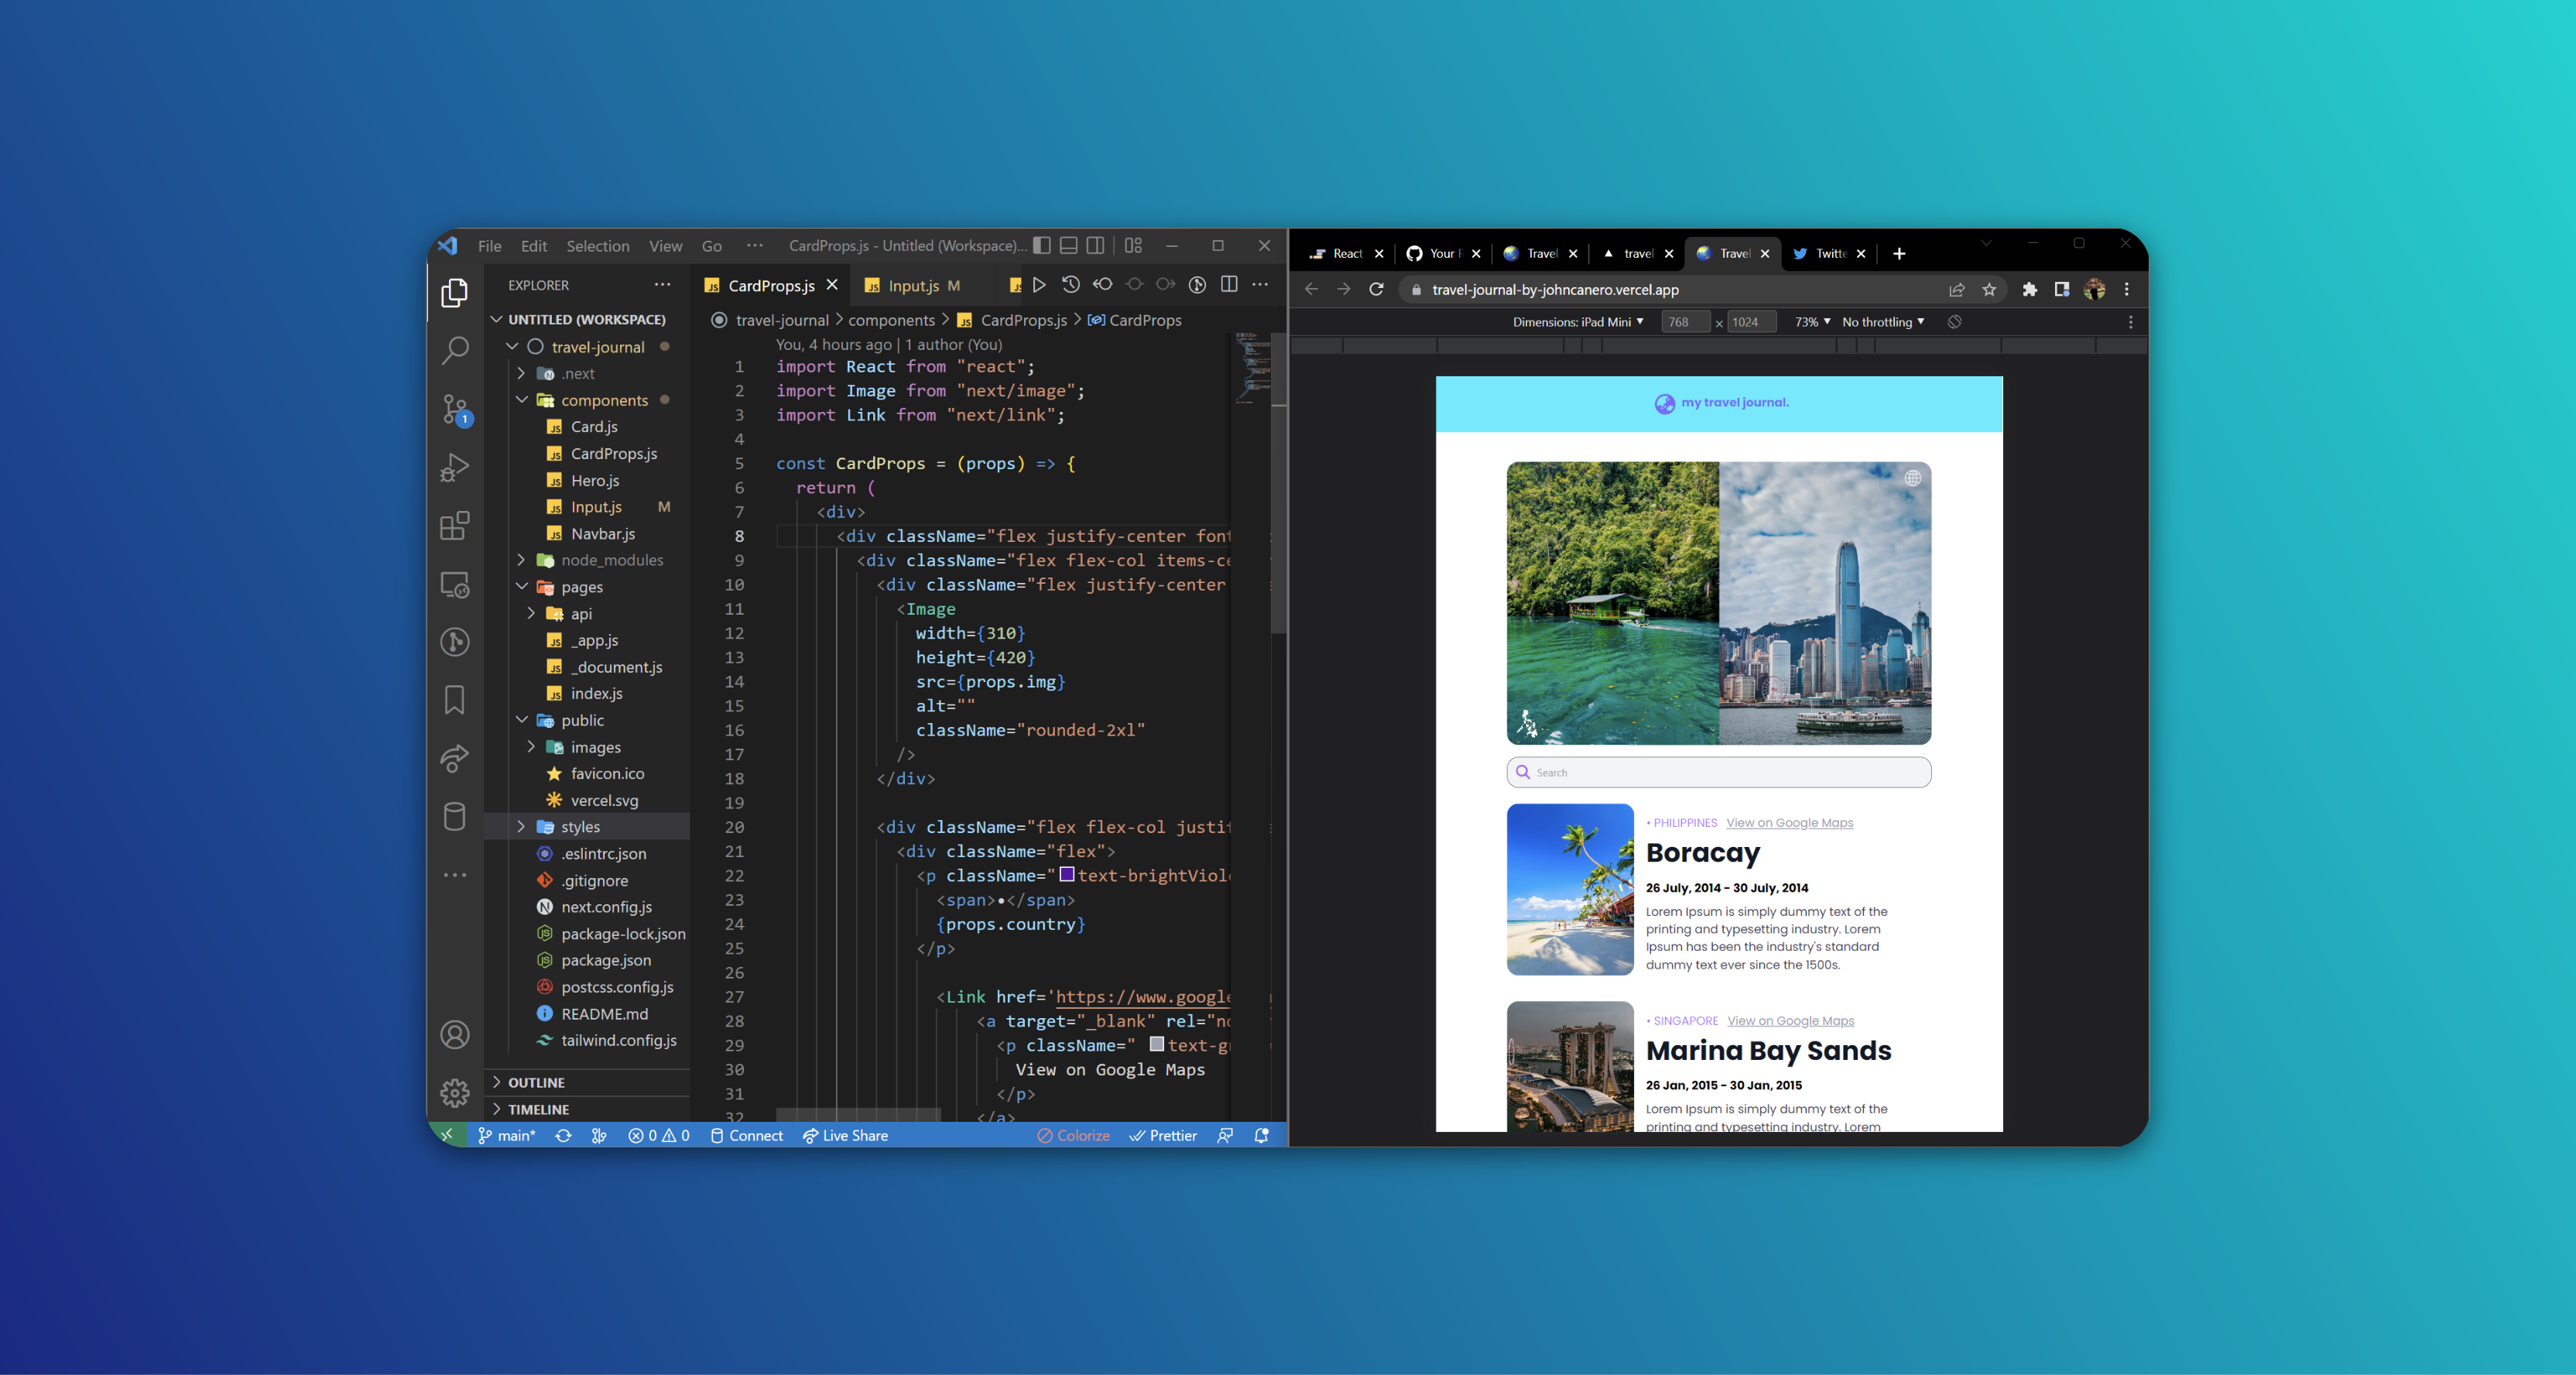 File Edit Selection View Go ··· CardProps.js - Untitled (Workspace)...
EXPLORER ···
UNTITLED (WORKSPACE)
travel-journal
.next
components
Card.js
CardProps.js
Hero.js
Input.js M
Navbar.js
node_modules
pages
api
_app.js
_document.js
index.js
public
images
favicon.ico
vercel.svg
styles
.eslintrc.json
.gitignore
next.config.js
package-lock.json
package.json
postcss.config.js
README.md
tailwind.config.js
OUTLINE
TIMELINE
1
CardProps.js Input.js M
travel-journal > components > CardProps.js > CardProps
You, 4 hours ago | 1 author (You)
1 import React from "react";
2 import Image from "next/image";
3 import Link from "next/link";
4
5 const CardProps = (props) => {
6 return (
7 <div>
8 <div className="flex justify-center font
9 <div className="flex flex-col items-ce
10 <div className="flex justify-center
11 <Image
12 width={310}
13 height={420}
14 src={props.img}
15 alt=""
16 className="rounded-2xl"
17 />
18 </div>
19
20 <div className="flex flex-col justif
21 <div className="flex">
22 <p className="text-brightViole
23 <span>•</span>
24 {props.country}
25 </p>
26
27 <Link href='https://www.google
28 <a target="_blank" rel="no
29 <p className=" text-gr
30 View on Google Maps
31 </p>
32 </a>
main* 0 0 Connect Live Share Colorize Prettier
React Your Travel travel Travel Twitte
travel-journal-by-johncanero.vercel.app
Dimensions: iPad Mini 768 × 1024 73% No throttling
my travel journal.
Search
• PHILIPPINES View on Google Maps
Boracay
26 July, 2014 - 30 July, 2014
Lorem Ipsum is simply dummy text of the
printing and typesetting industry. Lorem
Ipsum has been the industry's standard
dummy text ever since the 1500s.
• SINGAPORE View on Google Maps
Marina Bay Sands
26 Jan, 2015 - 30 Jan, 2015
Lorem Ipsum is simply dummy text of the
printing and typesetting industry. Lorem